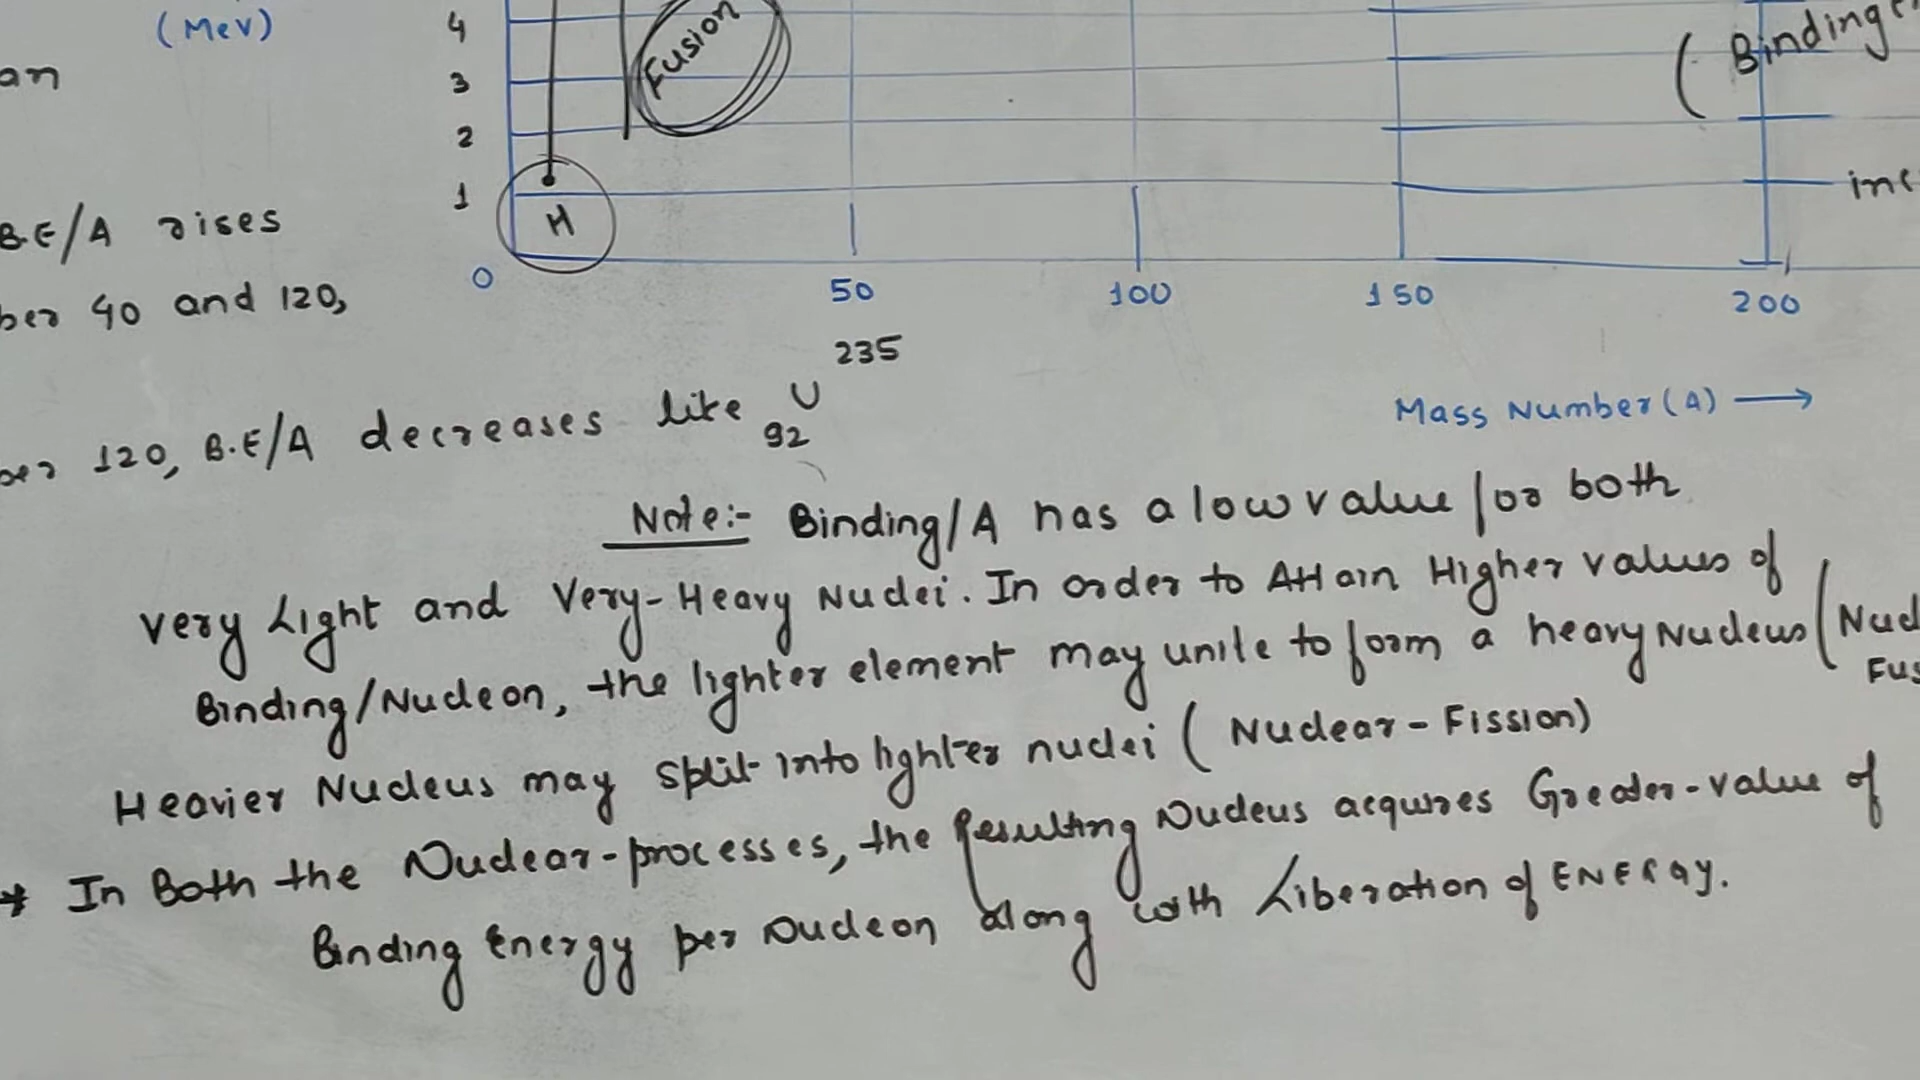 (MeV)
4
Fusion
3
2
1
H
0
50
100
150
200
(Binding
inc
Mass Number (A) →
an
B.E/A rises
ber 40 and 120,
ber 120, B.E/A decreases like 92 U 235
Note:- Binding/A has a low value for both
very Light and Very-Heavy Nuclei. In order to Attain Higher values of
Binding/Nucleon, the lighter element may unite to form a heavy Nucleus (Nucl
Fus
Heavier Nucleus may split into lighter nuclei (Nuclear-Fission)
* In Both the Nuclear-processes, the Resulting Nucleus acquires Greater-value of
Binding Energy per Nucleon along with Liberation of ENERGY.